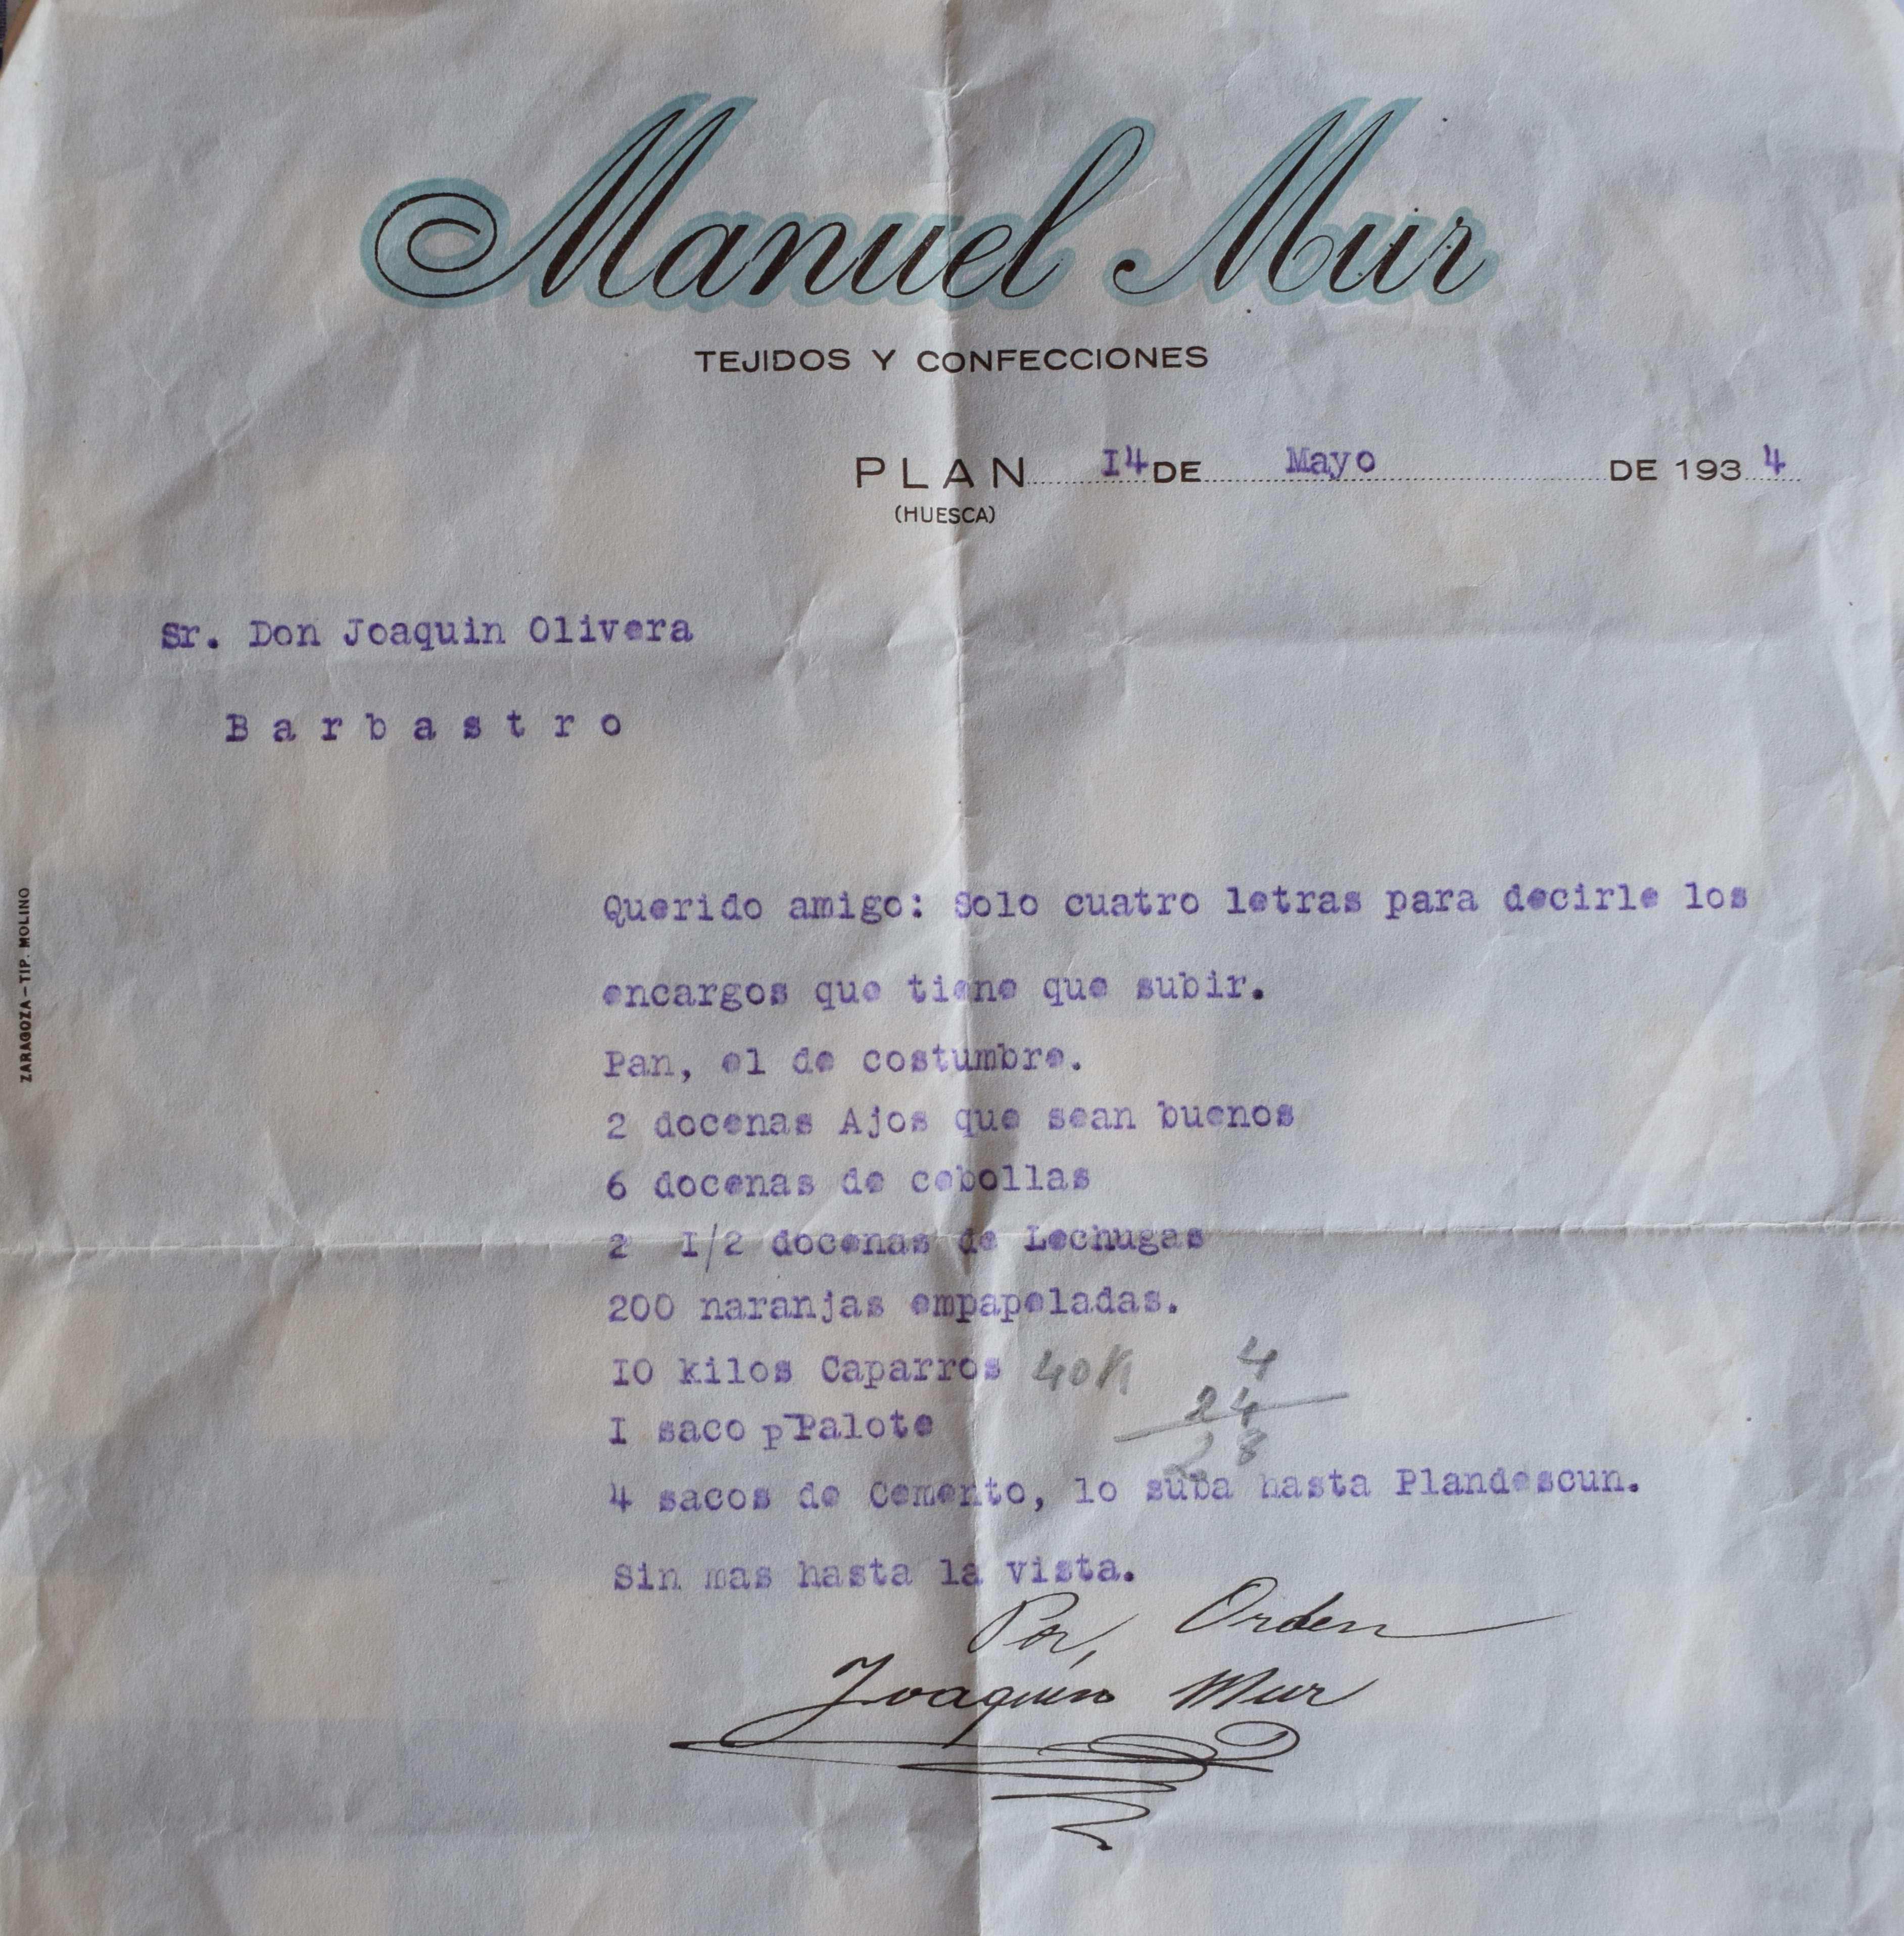 Manuel Mur
TEJIDOS Y CONFECCIONES
PLAN I4 DE Mayo DE 1934
(HUESCA)
Sr. Don Joaquin Olivera
Barbastro
Querido amigo: Solo cuatro letras para decirle los
encargos que tiene que subir.
Pan, el de costumbre.
2 docenas Ajos que sean buenos
6 docenas de cebollas
2 I/2 docenas de Lechugas
200 naranjas empapeladas.
I0 kilos Caparros 40K
4
24
28
I saco p Palote
4 sacos de Cemento, lo suba hasta Plandescun.
Sin mas hasta la vista.
Por, Orden
Joaquin Mur
ZARAGOZA-TIP. MOLINO